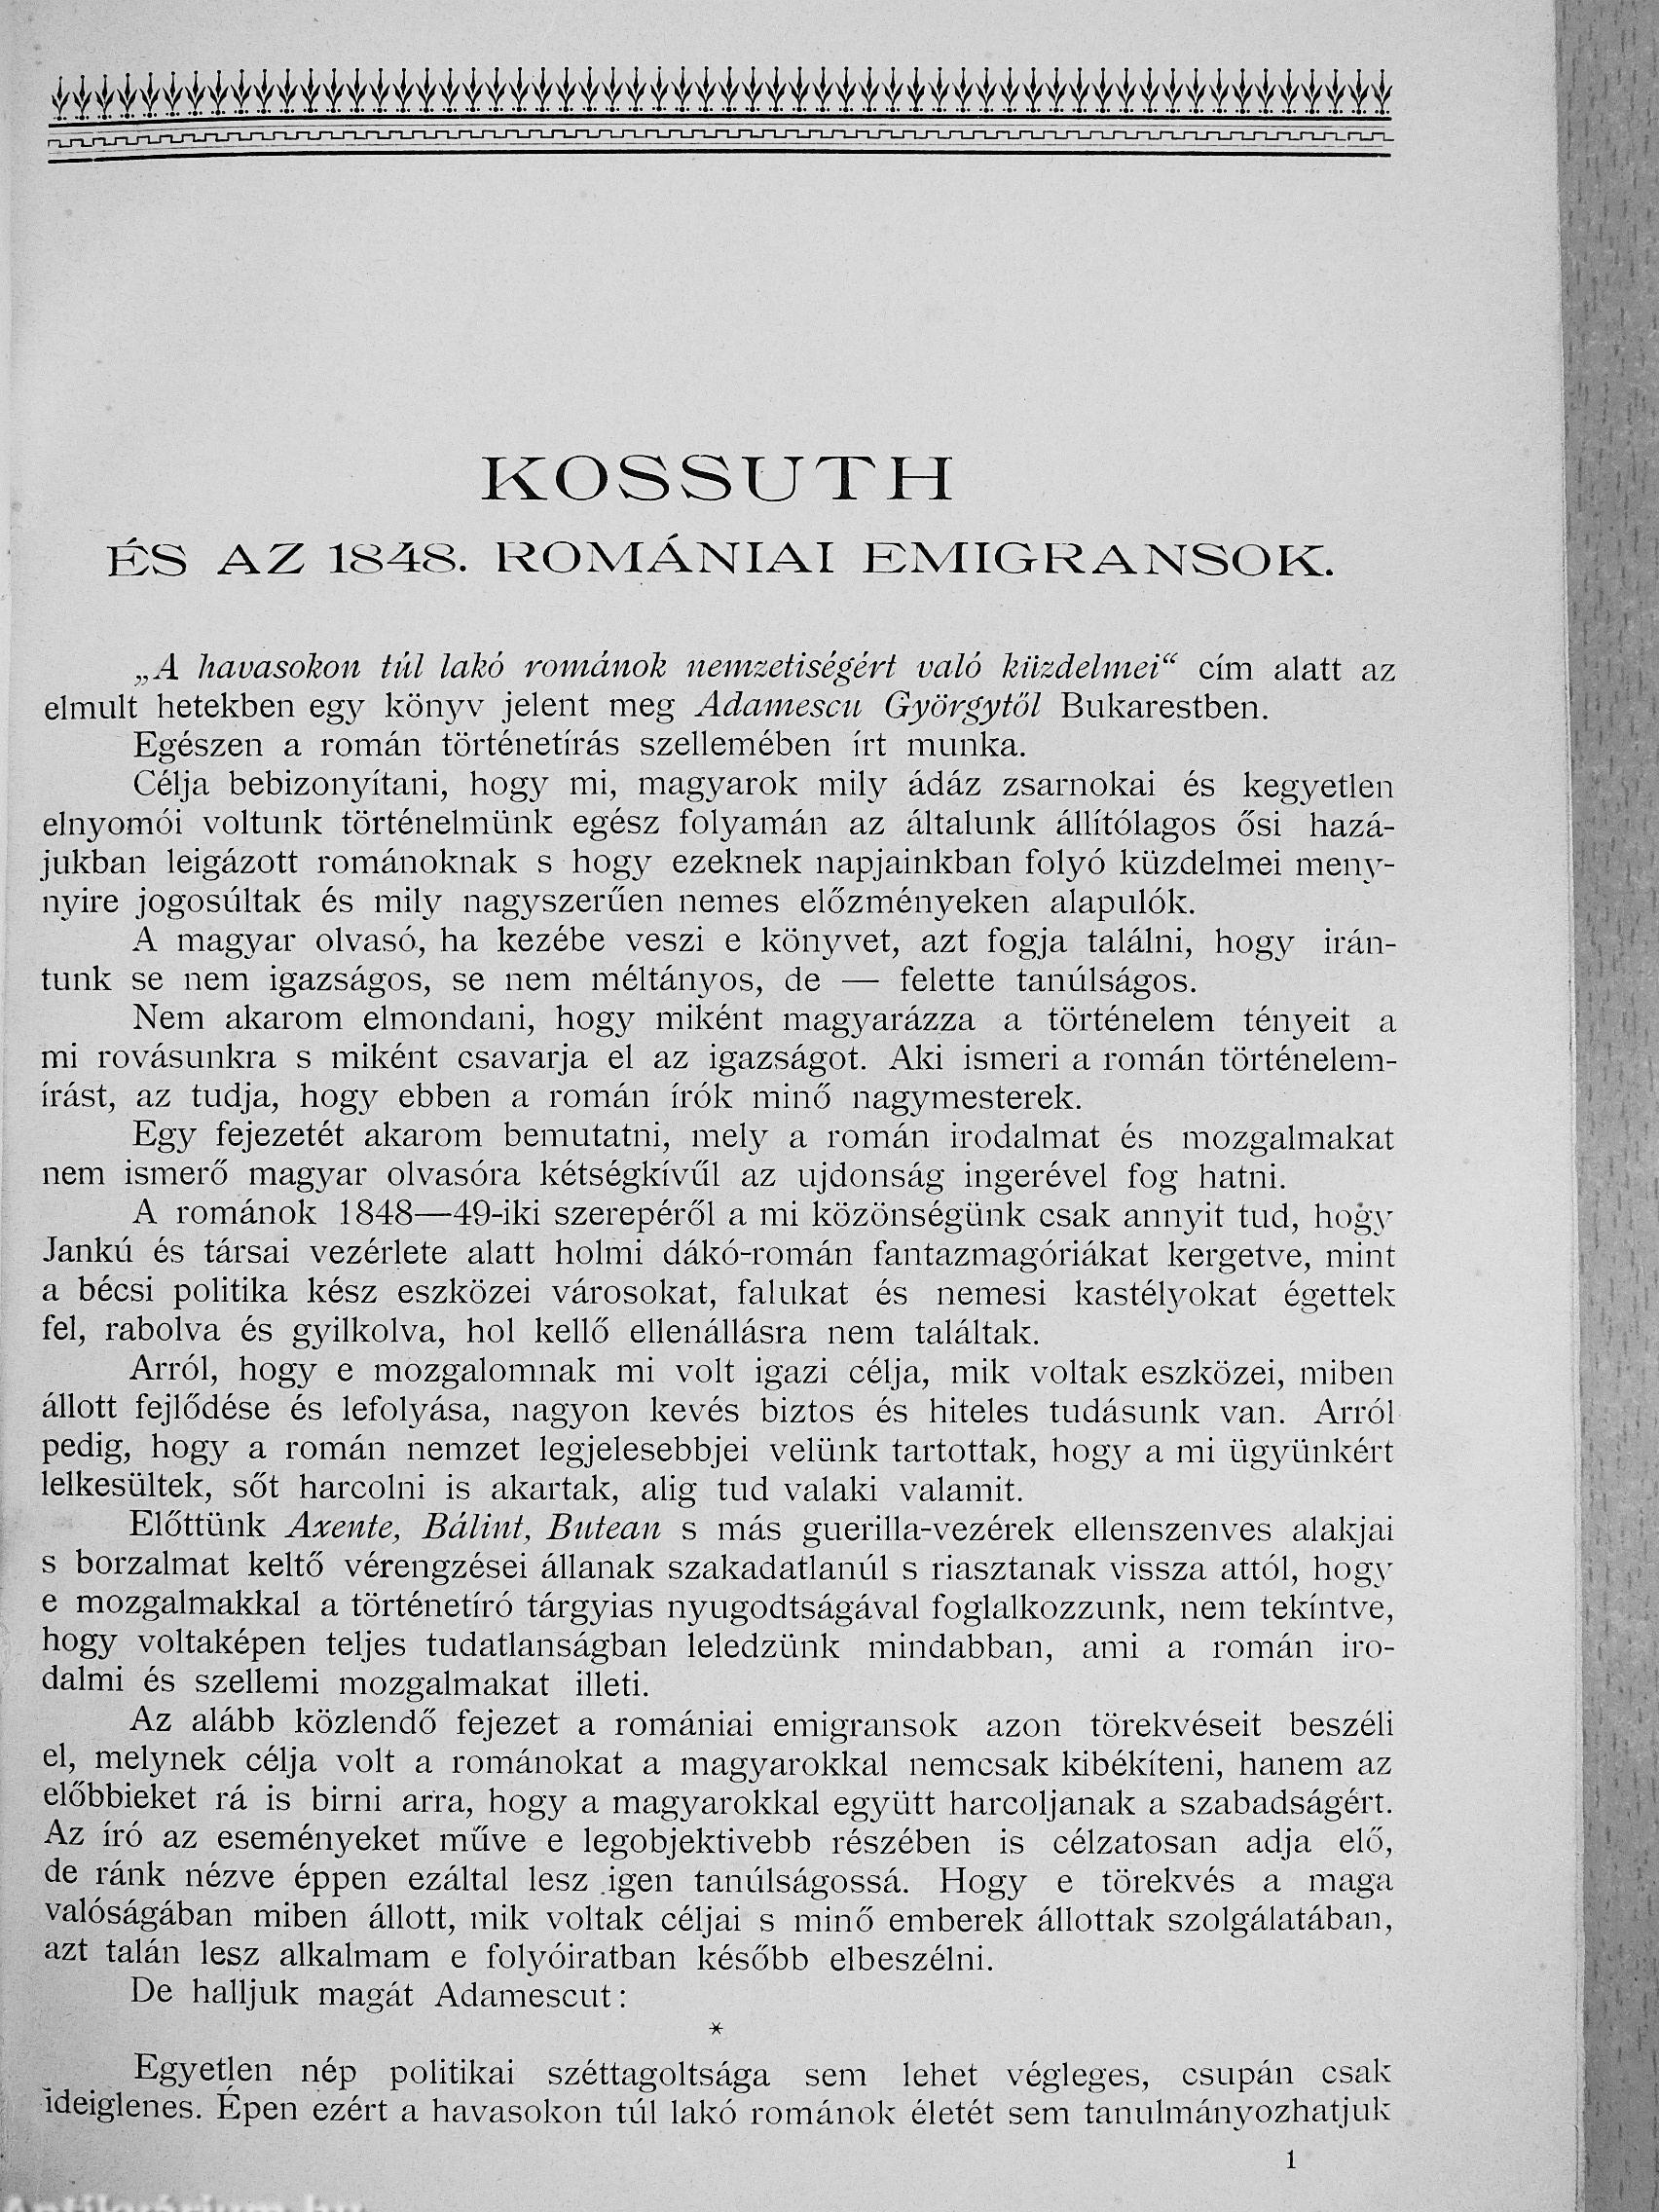 KOSSUTH
ÉS AZ 1848. ROMÁNIAI EMIGRANSOK.
„A havasokon túl lakó románok nemzetiségért való küzdelmei“ cím alatt az
elmult hetekben egy könyv jelent meg Adamescu Györgytől Bukarestben.
Egészen a román történetírás szellemében írt munka.
Célja bebizonyítani, hogy mi, magyarok mily ádáz zsarnokai és kegyetlen
elnyomói voltunk történelmünk egész folyamán az általunk állítólagos ősi hazá-
jukban leigázott románoknak s hogy ezeknek napjainkban folyó küzdelmei meny-
nyire jogosúltak és mily nagyszerűen nemes előzményeken alapulók.
A magyar olvasó, ha kezébe veszi e könyvet, azt fogja találni, hogy irán-
tunk se nem igazságos, se nem méltányos, de — felette tanúlságos.
Nem akarom elmondani, hogy miként magyarázza a történelem tényeit a
mi rovásunkra s miként csavarja el az igazságot. Aki ismeri a román történelem-
írást, az tudja, hogy ebben a román írók minő nagymesterek.
Egy fejezetét akarom bemutatni, mely a román irodalmat és mozgalmakat
nem ismerő magyar olvasóra kétségkívűl az ujdonság ingerével fog hatni.
A románok 1848—49-iki szerepéről a mi közönségünk csak annyit tud, hogy
Jankú és társai vezérlete alatt holmi dákó-román fantazmagóriákat kergetve, mint
a bécsi politika kész eszközei városokat, falukat és nemesi kastélyokat égettek
fel, rabolva és gyilkolva, hol kellő ellenállásra nem találtak.
Arról, hogy e mozgalomnak mi volt igazi célja, mik voltak eszközei, miben
állott fejlődése és lefolyása, nagyon kevés biztos és hiteles tudásunk van. Arról
pedig, hogy a román nemzet legjelesebbjei velünk tartottak, hogy a mi ügyünkért
lelkesültek, sőt harcolni is akartak, alig tud valaki valamit.
Előttünk Axente, Bálint, Butean s más guerilla-vezérek ellenszenves alakjai
s borzalmat keltő vérengzései állanak szakadatlanúl s riasztanak vissza attól, hogy
e mozgalmakkal a történetíró tárgyias nyugodtságával foglalkozzunk, nem tekíntve,
hogy voltaképen teljes tudatlanságban leledzünk mindabban, ami a román iro-
dalmi és szellemi mozgalmakat illeti.
Az alább közlendő fejezet a romániai emigransok azon törekvéseit beszéli
el, melynek célja volt a románokat a magyarokkal nemcsak kibékíteni, hanem az
előbbieket rá is birni arra, hogy a magyarokkal együtt harcoljanak a szabadságért.
Az író az eseményeket műve e legobjektivebb részében is célzatosan adja elő,
de ránk nézve éppen ezáltal lesz igen tanúlságossá. Hogy e törekvés a maga
valóságában miben állott, mik voltak céljai s minő emberek állottak szolgálatában,
azt talán lesz alkalmam e folyóiratban később elbeszélni.
De halljuk magát Adamescut:
*
Egyetlen nép politikai széttagoltsága sem lehet végleges, csupán csak
ideiglenes. Épen ezért a havasokon túl lakó románok életét sem tanulmányozhatjuk
1
Antikvárium.hu